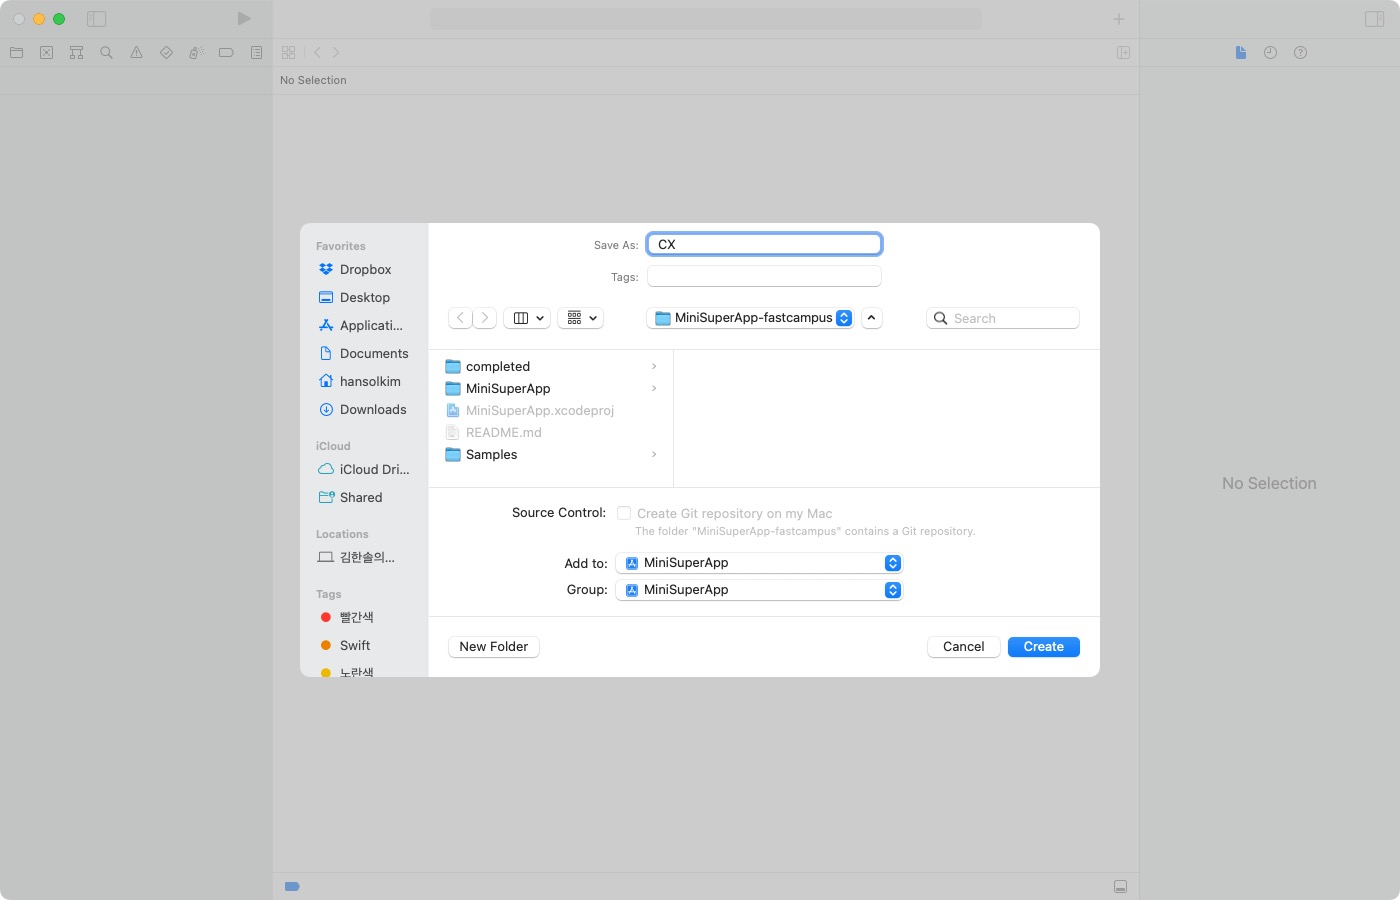 No Selection
Favorites
Dropbox
Desktop
Applicati...
Documents
hansolkim
Downloads
iCloud
iCloud Dri...
Shared
Locations
김한솔의...
Tags
빨간색
Swift
노란색
Save As: CX
Tags:
MiniSuperApp-fastcampus
Search
completed
MiniSuperApp
MiniSuperApp.xcodeproj
README.md
Samples
Source Control: Create Git repository on my Mac
The folder "MiniSuperApp-fastcampus" contains a Git repository.
Add to: MiniSuperApp
Group: MiniSuperApp
New Folder Cancel Create
No Selection